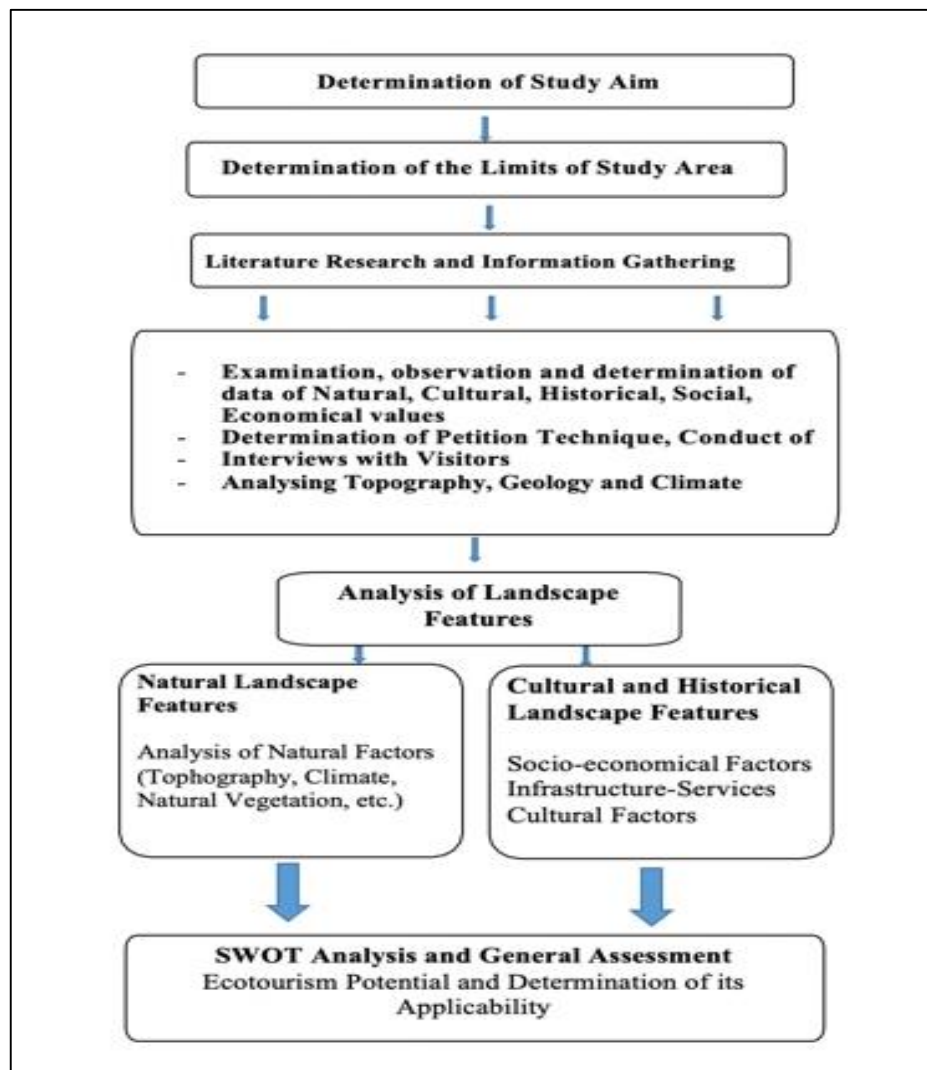 Determination of Study Aim
Determination of the Limits of Study Area
Literature Research and Information Gathering
- Examination, observation and determination of
data of Natural, Cultural, Historical, Social,
Economical values
- Determination of Petition Technique, Conduct of
- Interviews with Visitors
- Analysing Topography, Geology and Climate
Analysis of Landscape
Features
Natural Landscape
Features
Analysis of Natural Factors
(Tophography, Climate,
Natural Vegetation, etc.)
Cultural and Historical
Landscape Features
Socio-economical Factors
Infrastructure-Services
Cultural Factors
SWOT Analysis and General Assessment
Ecotourism Potential and Determination of its
Applicability